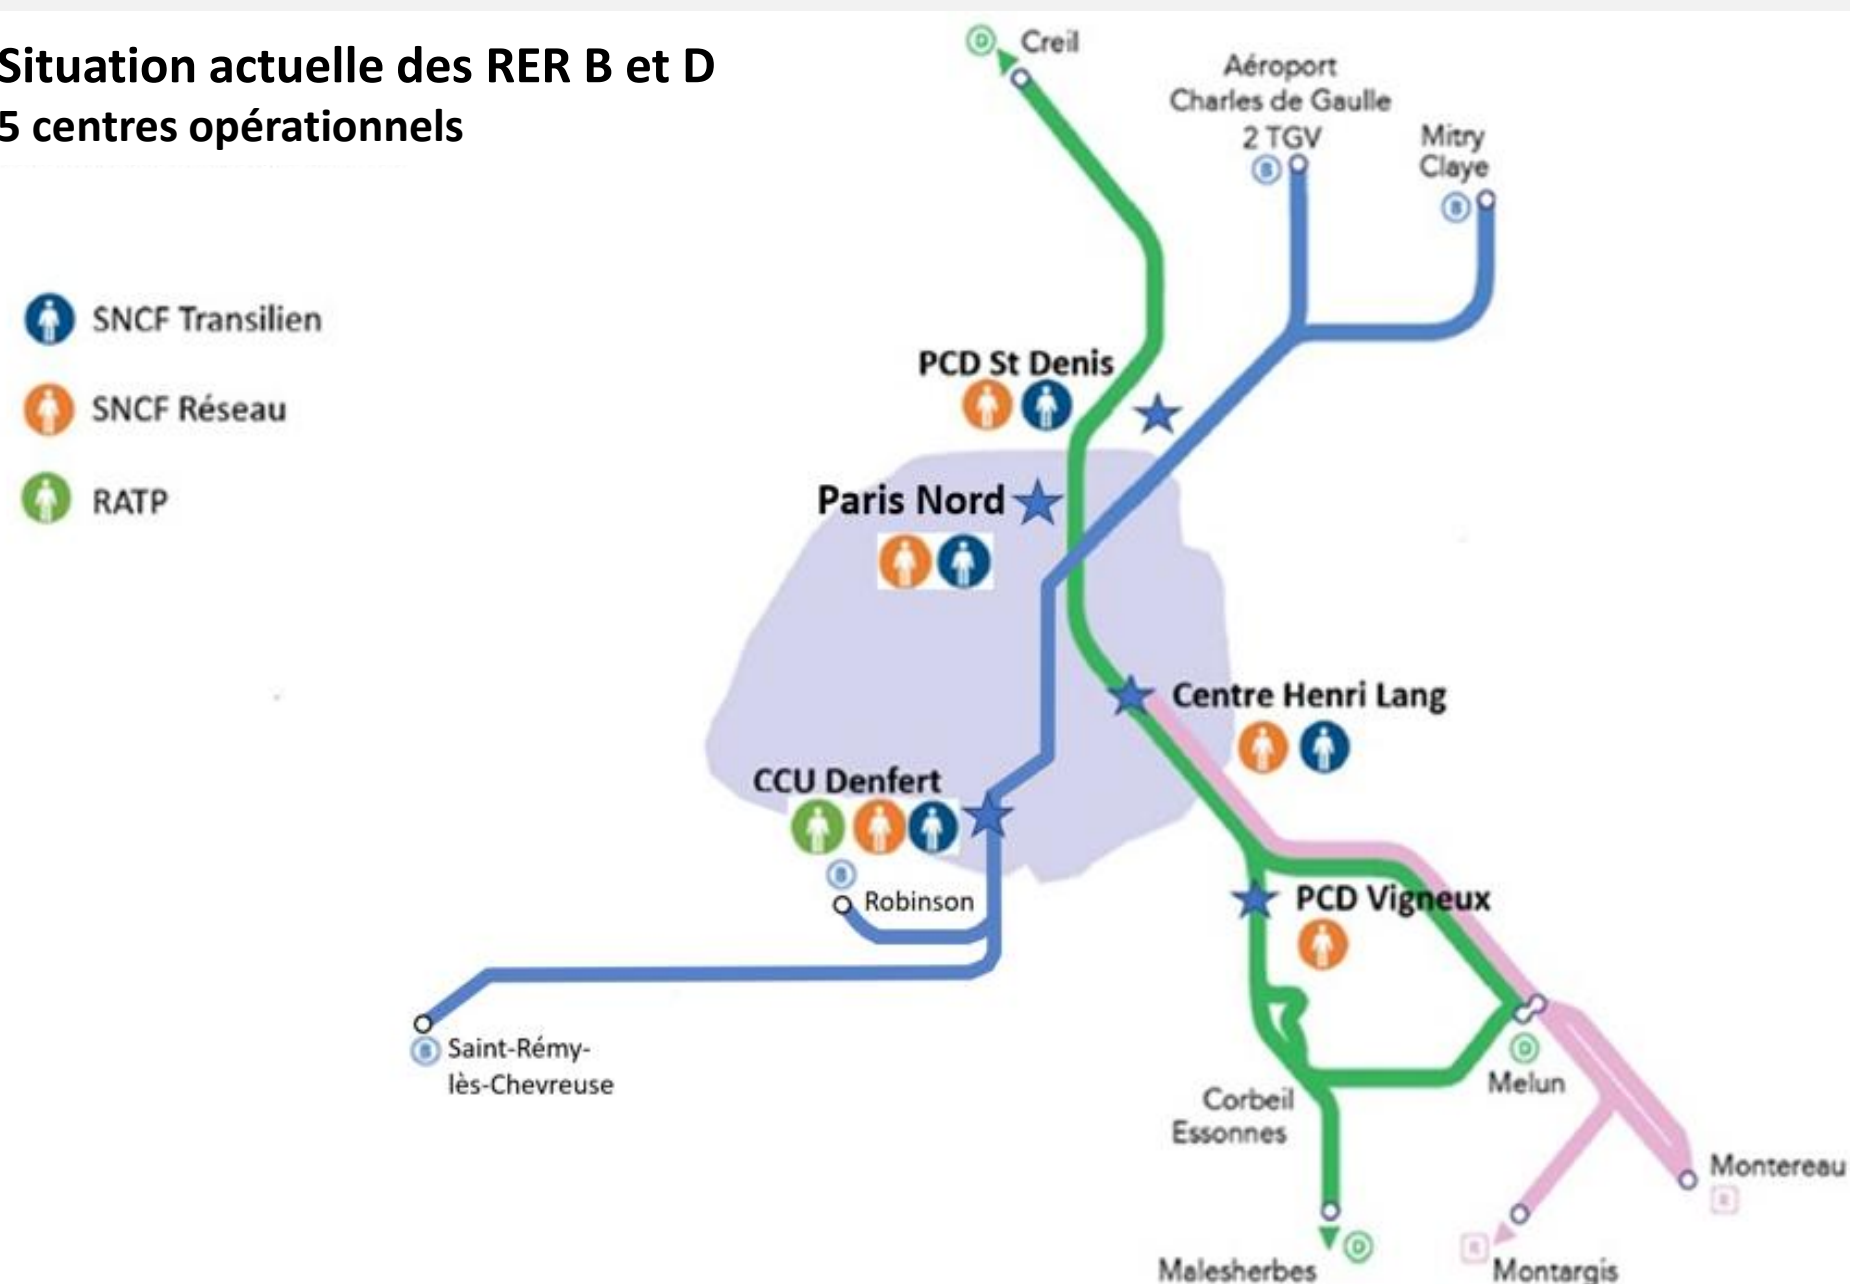 Situation actuelle des RER B et D
5 centres opérationnels
SNCF Transilien
SNCF Réseau
RATP
D
Creil
Aéroport
Charles de Gaulle
2 TGV
B
Mitry
Claye
B
PCD St Denis
Paris Nord
Centre Henri Lang
CCU Denfert
B
Robinson
PCD Vigneux
B
Saint-Rémy-
lès-Chevreuse
D
Melun
Corbeil
Essonnes
Montereau
R
D
Malesherbes
R
Montargis